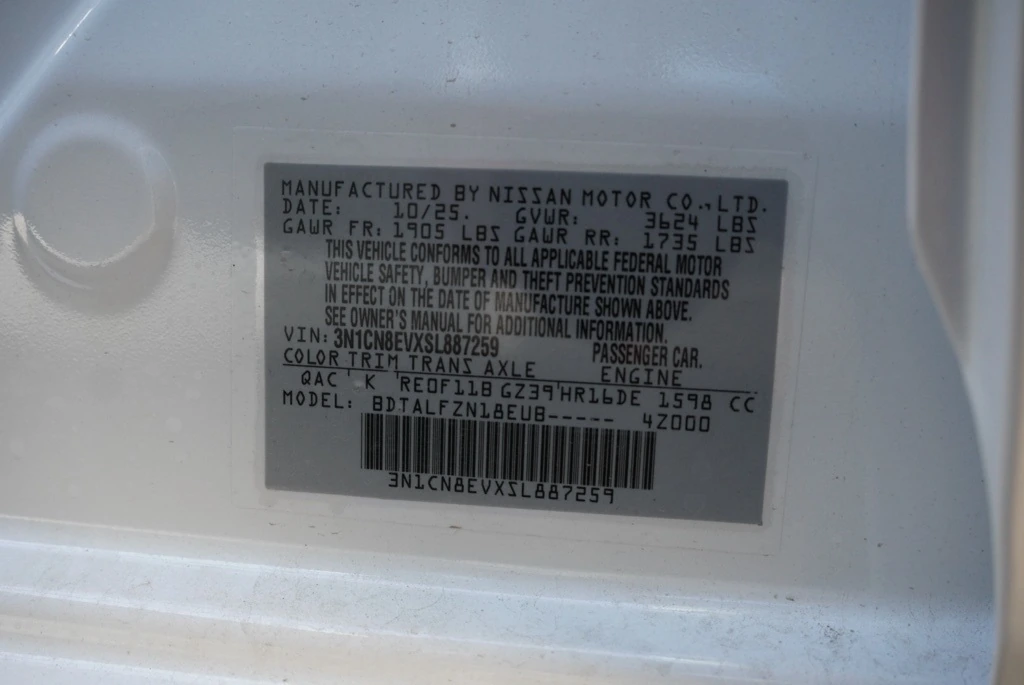 MANUFACTURED BY NISSAN MOTOR CO., LTD.
DATE: 10/25. GVWR: 3624 LBS
GAWR FR: 1905 LBS GAWR RR: 1735 LBS
THIS VEHICLE CONFORMS TO ALL APPLICABLE FEDERAL MOTOR
VEHICLE SAFETY, BUMPER AND THEFT PREVENTION STANDARDS
IN EFFECT ON THE DATE OF MANUFACTURE SHOWN ABOVE.
SEE OWNER'S MANUAL FOR ADDITIONAL INFORMATION.
VIN: 3N1CN8EVXSL887259 PASSENGER CAR.
COLOR TRIM TRANS AXLE ENGINE
QAC ' K 'RE0F11B GZ39'HR16DE 1598 CC
MODEL: BDTALFZN18EUB----- 4Z000
3N1CN8EVXSL887259